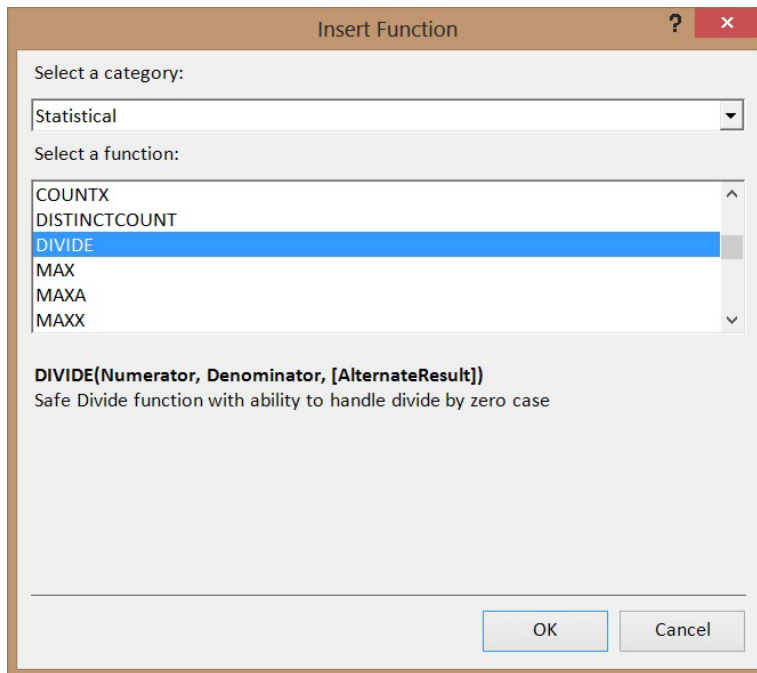 Insert Function
?
Select a category:
Statistical
Select a function:
COUNTX
DISTINCTCOUNT
DIVIDE
MAX
MAXA
MAXX
DIVIDE(Numerator, Denominator, [AlternateResult])
Safe Divide function with ability to handle divide by zero case
OK Cancel